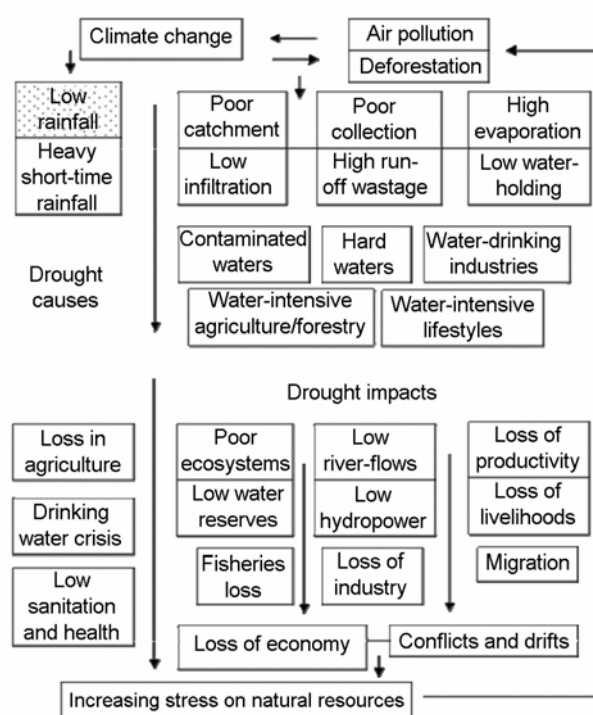 Climate change
Air pollution
Deforestation
Low
rainfall
Heavy
short-time
rainfall
Poor
catchment
Low
infiltration
Poor
collection
High run-
off wastage
High
evaporation
Low water-
holding
Contaminated
waters
Hard
waters
Water-drinking
industries
Drought
causes
Water-intensive
agriculture/forestry
Water-intensive
lifestyles
Drought impacts
Loss in
agriculture
Drinking
water crisis
Low
sanitation
and health
Poor
ecosystems
Low water
reserves
Low
river-flows
Low
hydropower
Loss of
productivity
Loss of
livelihoods
Fisheries
loss
Loss of
industry
Migration
Loss of economy
Conflicts and drifts
Increasing stress on natural resources